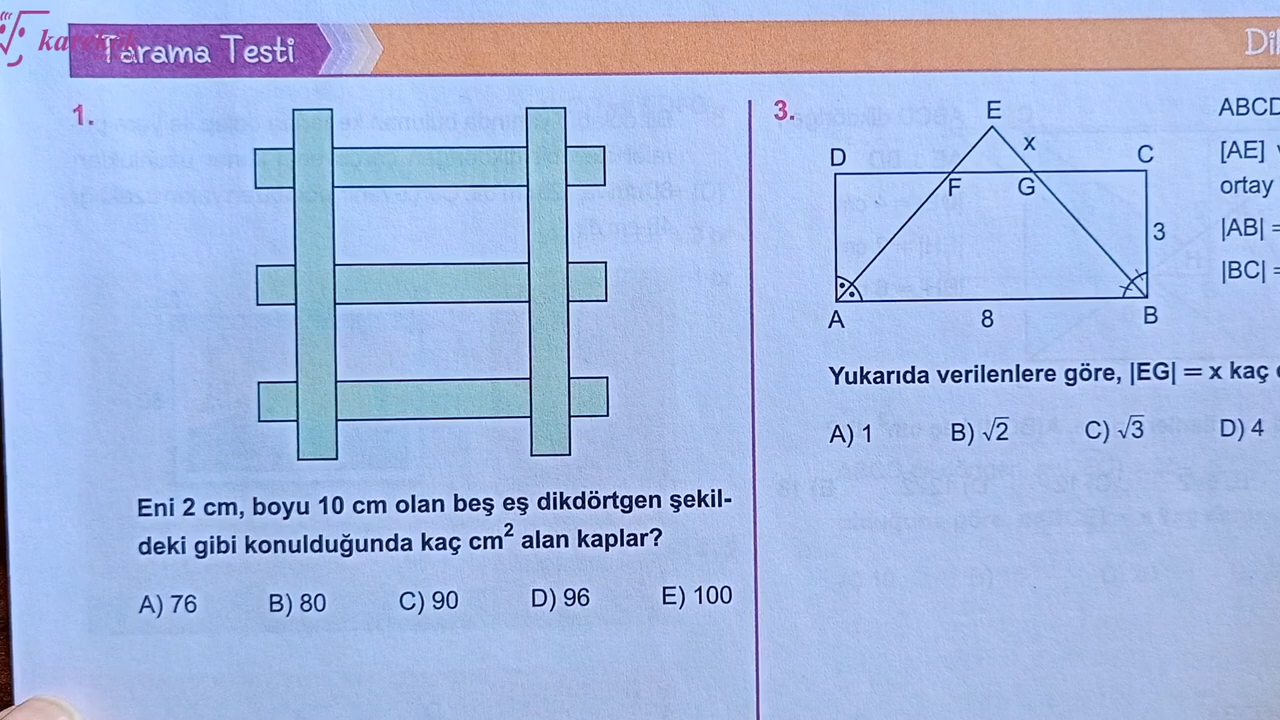 Tarama Testi
1.
Eni 2 cm, boyu 10 cm olan beş eş dikdörtgen şekil-
deki gibi konulduğunda kaç cm² alan kaplar?
A) 76 B) 80 C) 90 D) 96 E) 100
3.
E
x
D C
F G
3
A 8 B
ABCD
[AE]
ortay
|AB| =
|BC| =
Yukarıda verilenlere göre, |EG| = x kaç
A) 1 B) √2 C) √3 D) 4